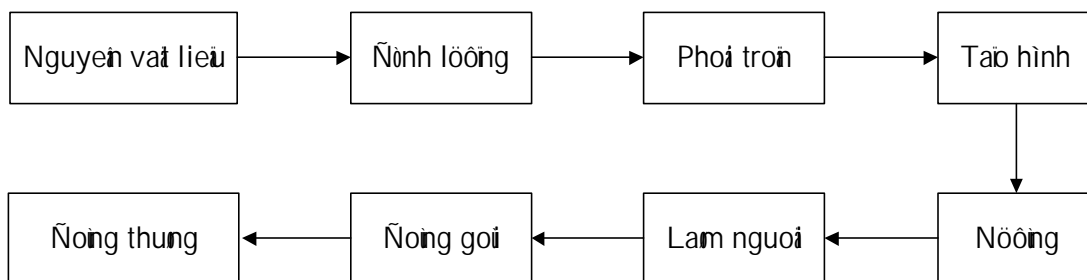 Nguyeân vaät lieäu
Ñònh löôïng
Phoái troän
Taïo hình
Ñoùng thuøng
Ñoùng goùi
Laøm nguoäi
Nöôùng